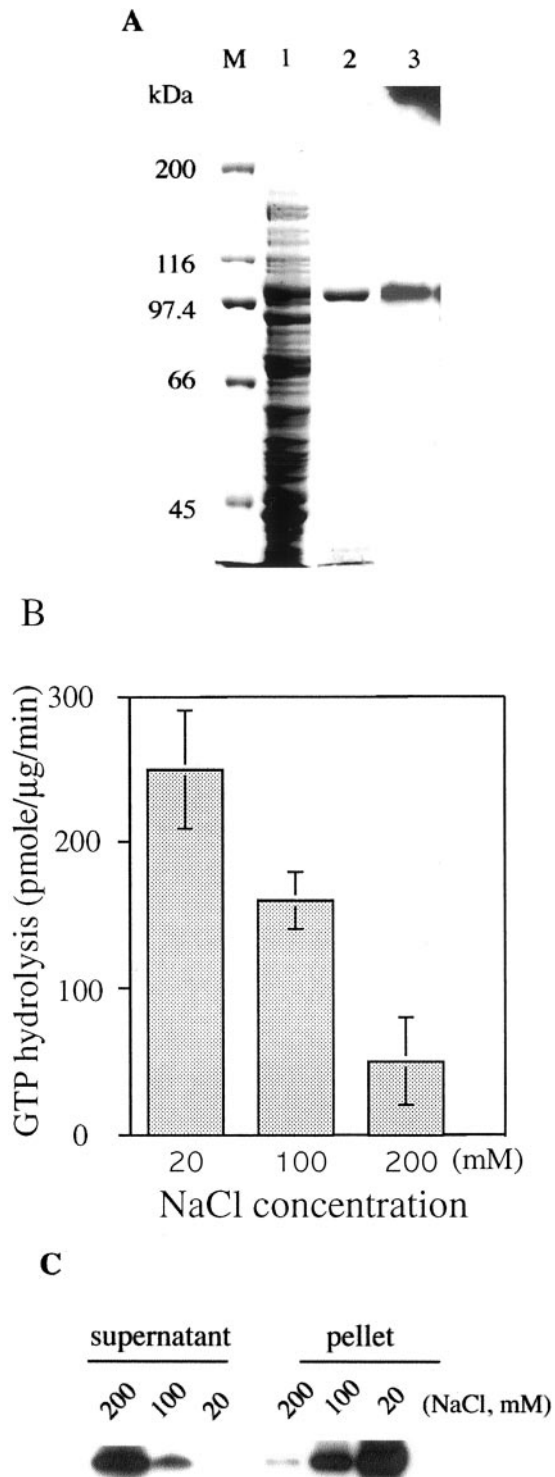 A
M 1 2 3
kDa
200
116
97.4
66
45
B
GTP hydrolysis (pmole/µg/min)
300
200
100
0
20 100 200 (mM)
NaCl concentration
C
supernatant pellet
200 100 20 200 100 20 (NaCl, mM)